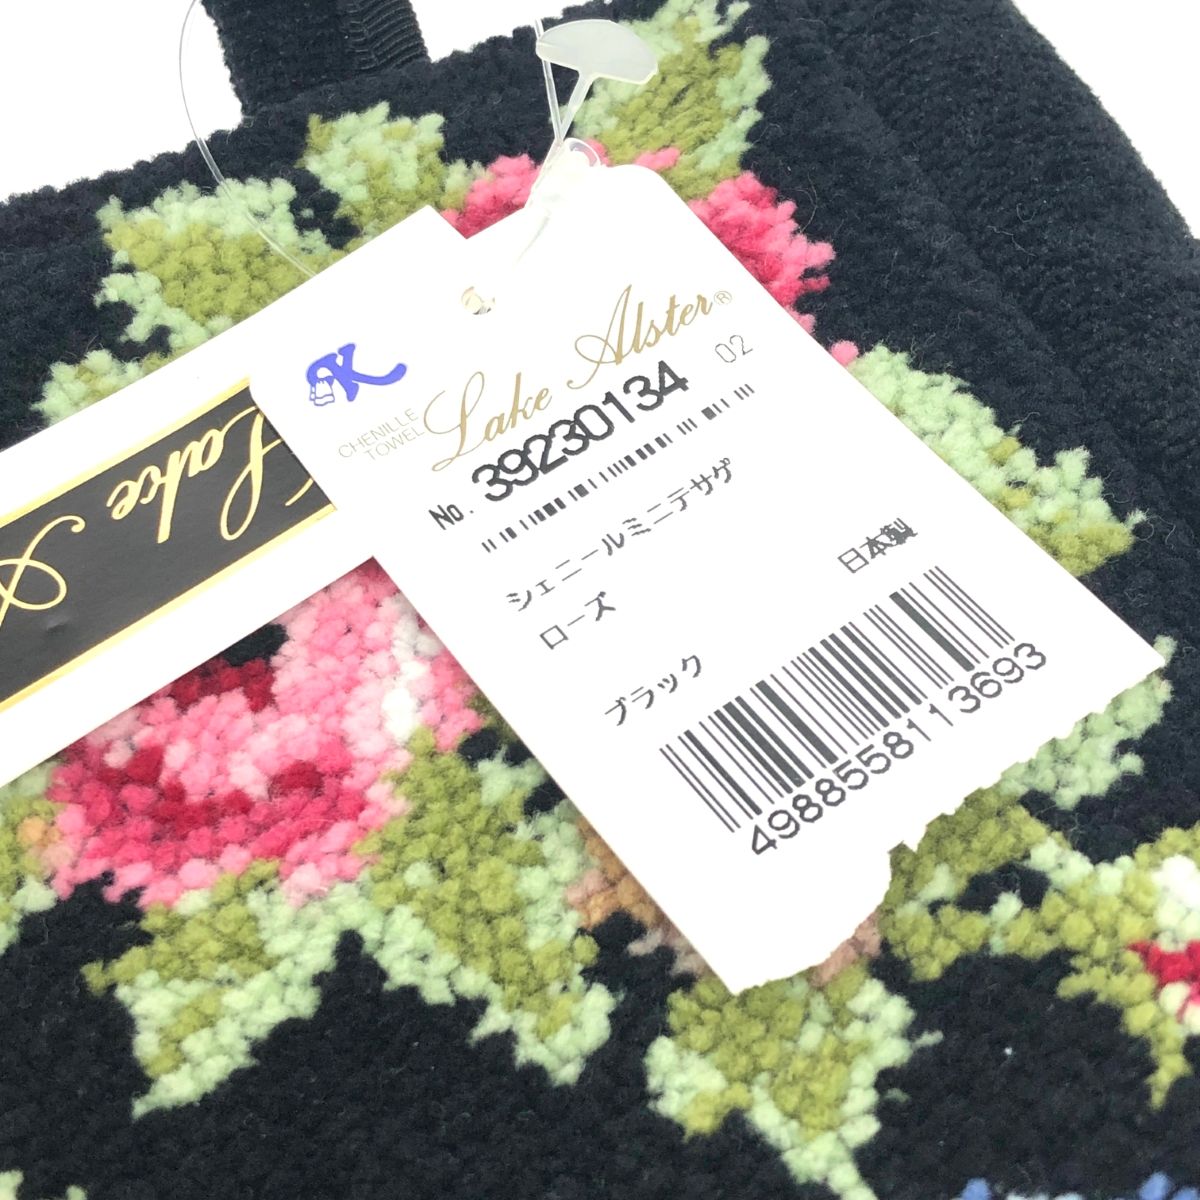 CHENILLE
TOWEL
Lake Alster®
No. 39230134 02
シェニールミニテサゲ
ローズ
日本製
ブラック
4988558113693
Lake A